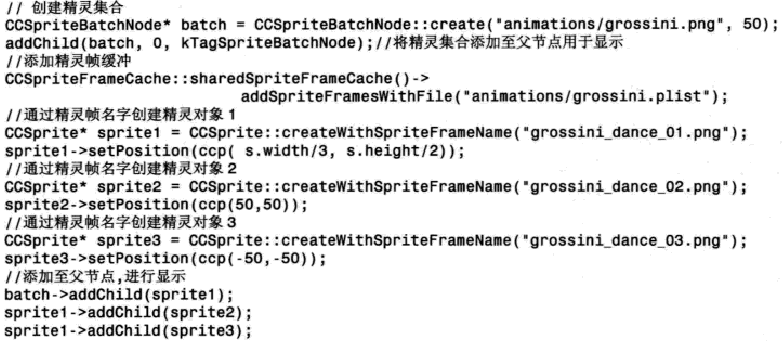 // 创建精灵集合
CCSpriteBatchNode* batch = CCSpriteBatchNode::create("animations/grossini.png", 50);
addChild(batch, 0, kTagSpriteBatchNode);//将精灵集合添加至父节点用于显示
//添加精灵帧缓冲
CCSpriteFrameCache::sharedSpriteFrameCache()->
addSpriteFramesWithFile("animations/grossini.plist");
//通过精灵帧名字创建精灵对象1
CCSprite* sprite1 = CCSprite::createWithSpriteFrameName("grossini_dance_01.png");
sprite1->setPosition(ccp( s.width/3, s.height/2));
//通过精灵帧名字创建精灵对象2
CCSprite* sprite2 = CCSprite::createWithSpriteFrameName("grossini_dance_02.png");
sprite2->setPosition(ccp(50,50));
//通过精灵帧名字创建精灵对象3
CCSprite* sprite3 = CCSprite::createWithSpriteFrameName("grossini_dance_03.png");
sprite3->setPosition(ccp(-50,-50));
//添加至父节点,进行显示
batch->addChild(sprite1);
sprite1->addChild(sprite2);
sprite1->addChild(sprite3);